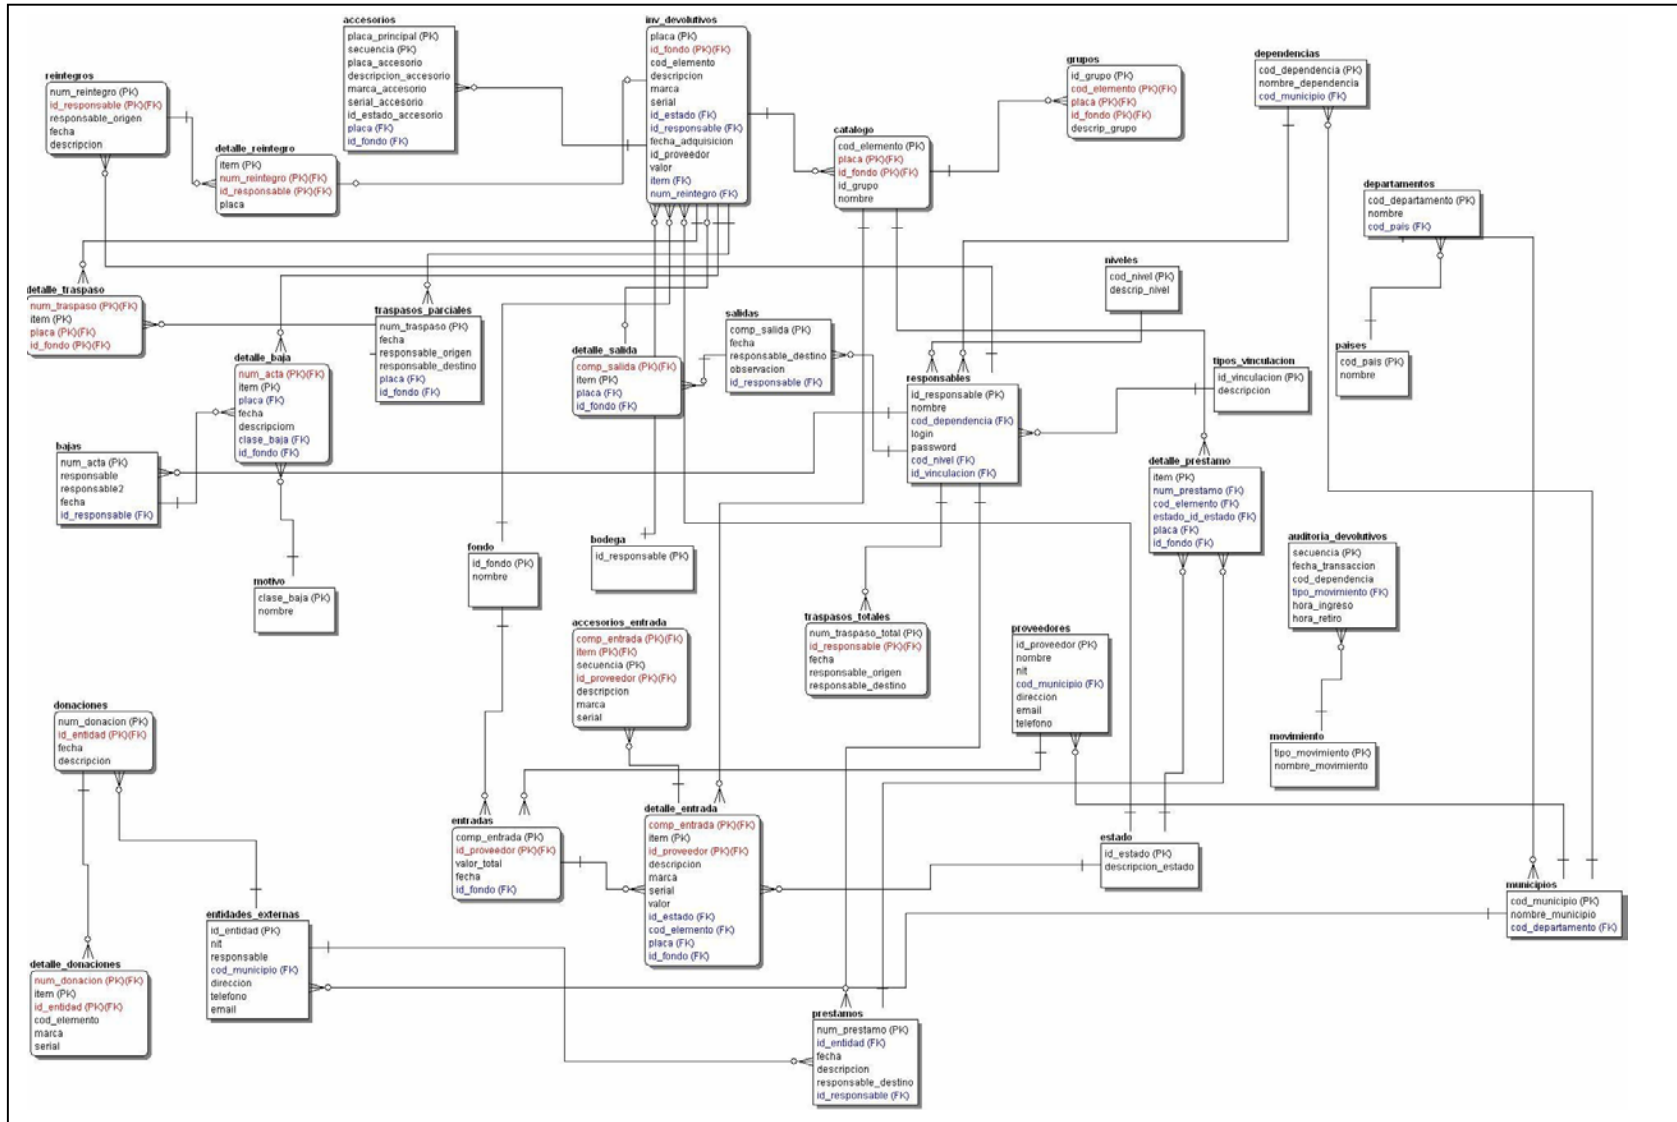 accesorios
placa_principal (PK)
secuencia (PK)
placa_accesorio
descripcion_accesorio
marca_accesorio
serial_accesorio
id_estado_accesorio
placa (FK)
id_fondo (FK)
inv_devolutivos
placa (PK)
id_fondo (PK)(FK)
cod_elemento
descripcion
marca
serial
id_estado (FK)
id_responsable (FK)
fecha_adquisicion
id_proveedor
valor
item (FK)
num_reintegro (FK)
grupos
id_grupo (PK)
cod_elemento (PK)(FK)
placa (PK)(FK)
id_fondo (PK)(FK)
descrip_grupo
dependencias
cod_dependencia (PK)
nombre_dependencia
cod_municipio (FK)
reintegros
num_reintegro (PK)
id_responsable (PK)(FK)
responsable_origen
fecha
descripcion
detalle_reintegro
item (PK)
num_reintegro (PK)(FK)
id_responsable (PK)(FK)
placa
catalogo
cod_elemento (PK)
placa (PK)(FK)
id_fondo (PK)(FK)
id_grupo
nombre
departamentos
cod_departamento (PK)
nombre
cod_pais (FK)
niveles
cod_nivel (PK)
descrip_nivel
detalle_traspaso
num_traspaso (PK)(FK)
item (PK)
placa (PK)(FK)
id_fondo (PK)(FK)
traspasos_parciales
num_traspaso (PK)
fecha
responsable_origen
responsable_destino
placa (FK)
id_fondo (FK)
salidas
comp_salida (PK)
fecha
responsable_destino
observacion
id_responsable (FK)
detalle_salida
comp_salida (PK)(FK)
item (PK)
placa (FK)
id_fondo (FK)
paises
cod_pais (PK)
nombre
detalle_baja
num_acta (PK)(FK)
item (PK)
placa (FK)
fecha
descripciom
clase_baja (FK)
id_fondo (FK)
tipos_vinculacion
id_vinculacion (PK)
descripcion
responsables
id_responsable (PK)
nombre
cod_dependencia (FK)
login
password
cod_nivel (FK)
id_vinculacion (FK)
bajas
num_acta (PK)
responsable
responsable2
fecha
id_responsable (FK)
detalle_prestamo
item (PK)
num_prestamo (FK)
cod_elemento (FK)
estado_id_estado (FK)
placa (FK)
id_fondo (FK)
auditoria_devolutivos
secuencia (PK)
fecha_transaccion
cod_dependencia
tipo_movimiento (FK)
hora_ingreso
hora_retiro
bodega
id_responsable (PK)
fondo
id_fondo (PK)
nombre
motivo
clase_baja (PK)
nombre
accesorios_entrada
comp_entrada (PK)(FK)
item (PK)(FK)
secuencia (PK)
id_proveedor (PK)(FK)
descripcion
marca
serial
traspasos_totales
num_traspaso_total (PK)
id_responsable (PK)(FK)
fecha
responsable_origen
responsable_destino
proveedores
id_proveedor (PK)
nombre
nit
cod_municipio (FK)
direccion
email
telefono
donaciones
num_donacion (PK)
id_entidad (PK)(FK)
fecha
descripcion
movimiento
tipo_movimiento (PK)
nombre_movimiento
entradas
comp_entrada (PK)
id_proveedor (PK)(FK)
valor_total
fecha
id_fondo (FK)
detalle_entrada
comp_entrada (PK)(FK)
item (PK)
id_proveedor (PK)(FK)
descripcion
marca
serial
valor
id_estado (FK)
cod_elemento (FK)
placa (FK)
id_fondo (FK)
estado
id_estado (PK)
descripcion_estado
municipios
cod_municipio (PK)
nombre_municipio
cod_departamento (FK)
entidades_externas
id_entidad (PK)
nit
responsable
cod_municipio (FK)
direccion
telefono
email
detalle_donaciones
num_donacion (PK)(FK)
item (PK)
id_entidad (PK)(FK)
cod_elemento
marca
serial
prestamos
num_prestamo (PK)
id_entidad (FK)
fecha
descripcion
responsable_destino
id_responsable (FK)